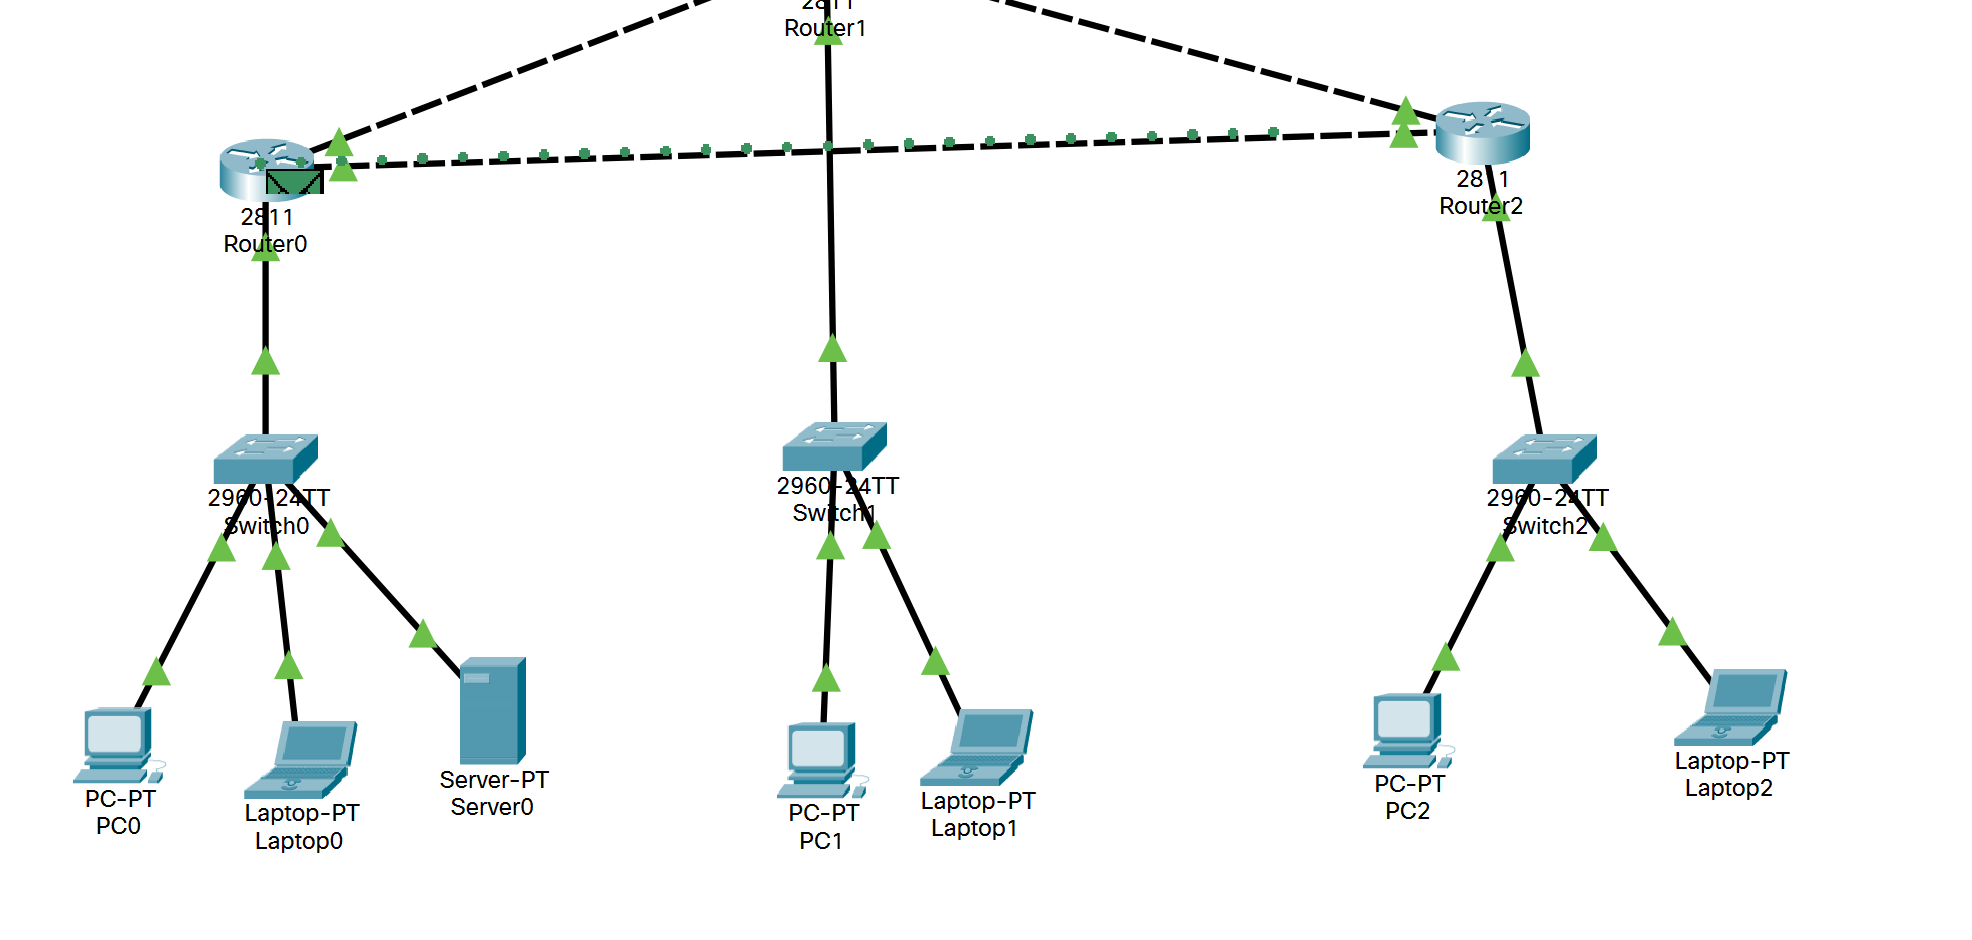 2811
Router1
2811
Router0
2811
Router2
2960-24TT
Switch0
2960-24TT
Switch1
2960-24TT
Switch2
PC-PT
PC0
Laptop-PT
Laptop0
Server-PT
Server0
PC-PT
PC1
Laptop-PT
Laptop1
PC-PT
PC2
Laptop-PT
Laptop2